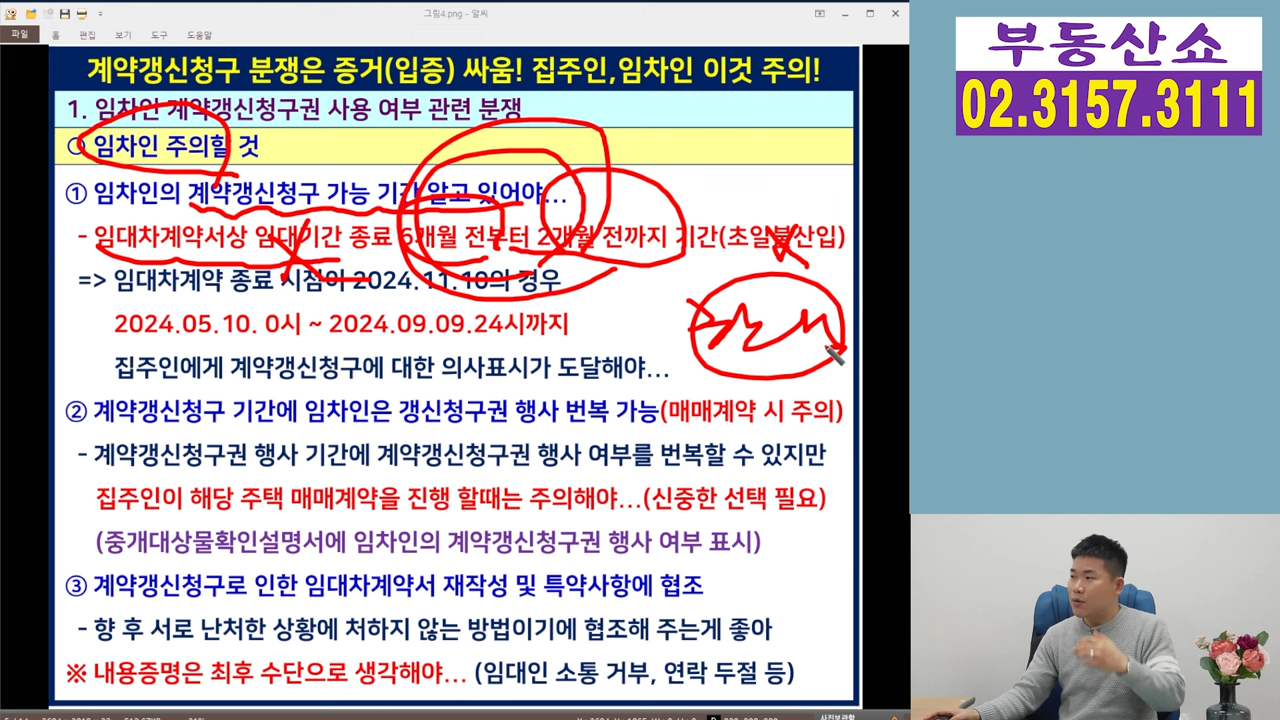 그림4.png - 알씨
파일 홈 편집 보기 도구 도움말
부동산쇼
02.3157.3111
계약갱신청구 분쟁은 증거(입증) 싸움! 집주인,임차인 이것 주의!
1. 임차인 계약갱신청구권 사용 여부 관련 분쟁
○ 임차인 주의할 것
① 임차인의 계약갱신청구 가능 기간 알고 있어야...
- 임대차계약서상 임대기간 종료 6개월 전부터 2개월 전까지 기간(초일불산입)
=> 임대차계약 종료 시점이 2024.11.10의 경우
2024.05.10. 0시 ~ 2024.09.09.24시까지
집주인에게 계약갱신청구에 대한 의사표시가 도달해야...
② 계약갱신청구 기간에 임차인은 갱신청구권 행사 번복 가능(매매계약 시 주의)
- 계약갱신청구권 행사 기간에 계약갱신청구권 행사 여부를 번복할 수 있지만
집주인이 해당 주택 매매계약을 진행 할때는 주의해야...(신중한 선택 필요)
(중개대상물확인설명서에 임차인의 계약갱신청구권 행사 여부 표시)
③ 계약갱신청구로 인한 임대차계약서 재작성 및 특약사항에 협조
- 향 후 서로 난처한 상황에 처하지 않는 방법이기에 협조해 주는게 좋아
※ 내용증명은 최후 수단으로 생각해야... (임대인 소통 거부, 연락 두절 등)